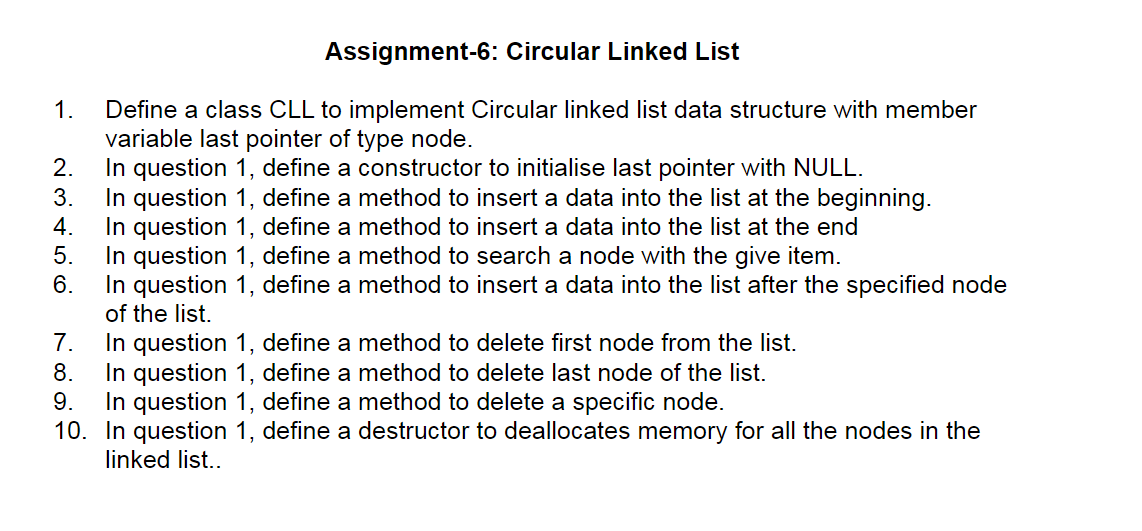 Assignment-6: Circular Linked List
1. Define a class CLL to implement Circular linked list data structure with member
variable last pointer of type node.
2. In question 1, define a constructor to initialise last pointer with NULL.
3. In question 1, define a method to insert a data into the list at the beginning.
4. In question 1, define a method to insert a data into the list at the end
5. In question 1, define a method to search a node with the give item.
6. In question 1, define a method to insert a data into the list after the specified node
of the list.
7. In question 1, define a method to delete first node from the list.
8. In question 1, define a method to delete last node of the list.
9. In question 1, define a method to delete a specific node.
10. In question 1, define a destructor to deallocates memory for all the nodes in the
linked list..